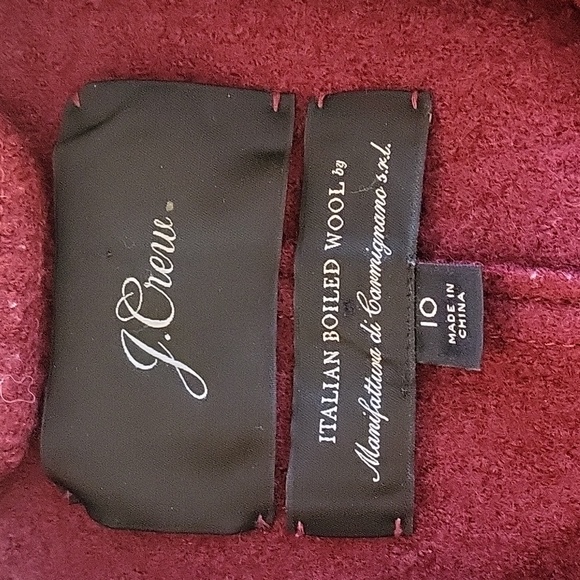 J.Crew.
ITALIAN BOILED WOOL by
Manifattura di Carmignano s.r.l.
10
MADE IN
CHINA